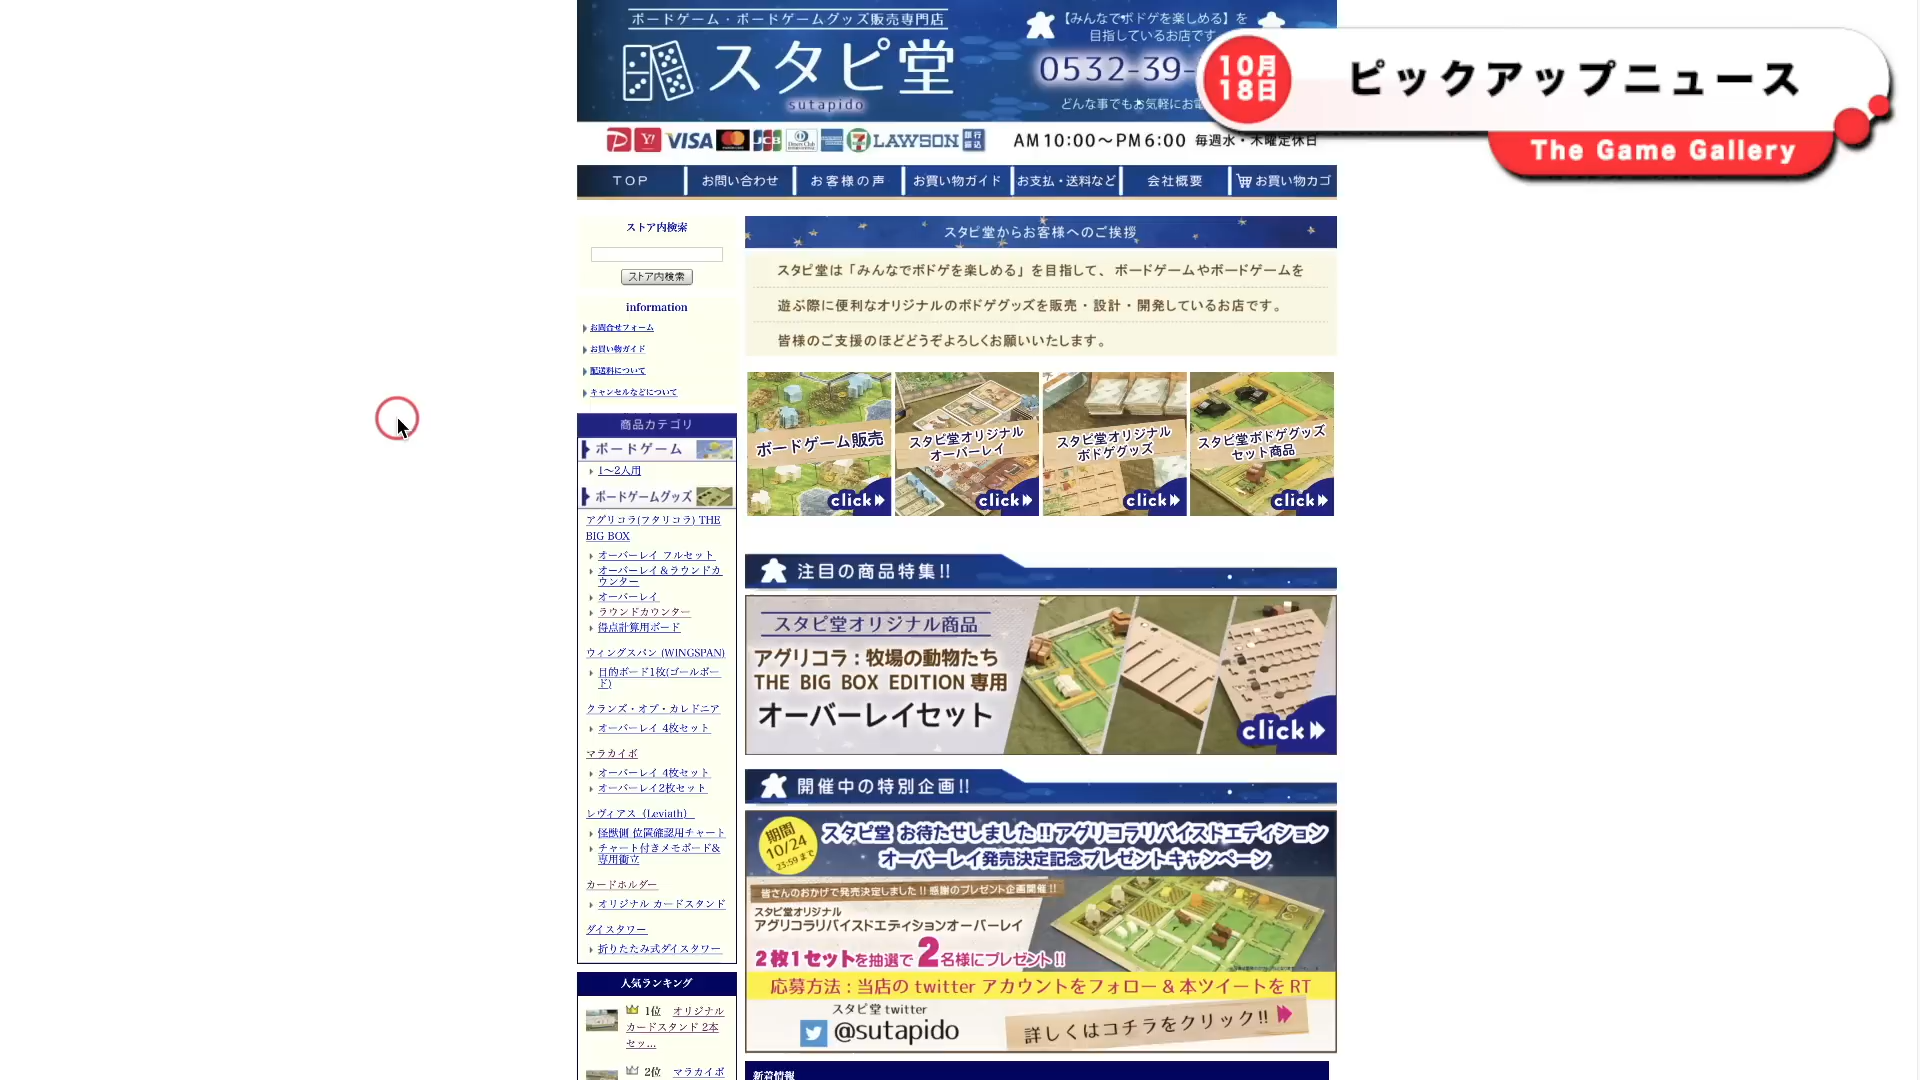 ボードゲーム・ボードゲームグッズ販売専門店
スタピ堂
sutapido
【みんなでボドゲを楽しめる】を
目指しているお店です
0532-39-
どんな事でもお気軽にお電
10月
18日
ピックアップニュース
The Game Gallery
VISA
JCB
LAWSON
銀行
振込
AM10:00～PM6:00 毎週水・木曜定休日
TOP
お問い合わせ
お客様の声
お買い物ガイド
お支払・送料など
会社概要
お買い物カゴ
ストア内検索
ストア内検索
information
お問合せフォーム
お買い物ガイド
配送料について
キャンセルなどについて
商品カテゴリ
ボードゲーム
1～2人用
ボードゲームグッズ
アグリコラ(フタリコラ) THE
BIG BOX
オーバーレイ フルセット
オーバーレイ＆ラウンドカ
ウンター
オーバーレイ
ラウンドカウンター
得点計算用ボード
ウィングスパン (WINGSPAN)
目的ボード1枚(ゴールボー
ド)
クランズ・オブ・カレドニア
オーバーレイ 4枚セット
マラカイボ
オーバーレイ 4枚セット
オーバーレイ2枚セット
レヴィアス（Leviath）
怪獣側 位置確認用チャート
チャート付きメモボード&
専用衝立
カードホルダー
オリジナル カードスタンド
ダイスタワー
折りたたみ式ダイスタワー
人気ランキング
1位 オリジナル
カードスタンド 2本
セッ...
2位 マラカイボ
スタピ堂からお客様へのご挨拶
スタピ堂は「みんなでボドゲを楽しめる」を目指して、ボードゲームやボードゲームを
遊ぶ際に便利なオリジナルのボドゲグッズを販売・設計・開発しているお店です。
皆様のご支援のほどどうぞよろしくお願いいたします。
ボードゲーム販売
click
スタピ堂オリジナル
オーバーレイ
click
スタピ堂オリジナル
ボドゲグッズ
click
スタピ堂ボドゲグッズ
セット商品
click
注目の商品特集!!
スタピ堂オリジナル商品
アグリコラ：牧場の動物たち
THE BIG BOX EDITION 専用
オーバーレイセット
click
開催中の特別企画!!
期間
10/24
23:59 まで
スタピ堂 お待たせしました!!アグリコラリバイスドエディション
オーバーレイ発売決定記念プレゼントキャンペーン
皆さんのおかげで発売決定しました!! 感謝のプレゼント企画開催!!
スタピ堂オリジナル
アグリコラリバイスドエディションオーバーレイ
2枚1セットを抽選で2名様にプレゼント!!
応募方法：当店の twitter アカウントをフォロー & 本ツイートを RT
スタピ堂 twitter
@sutapido
詳しくはコチラをクリック!!
新着情報